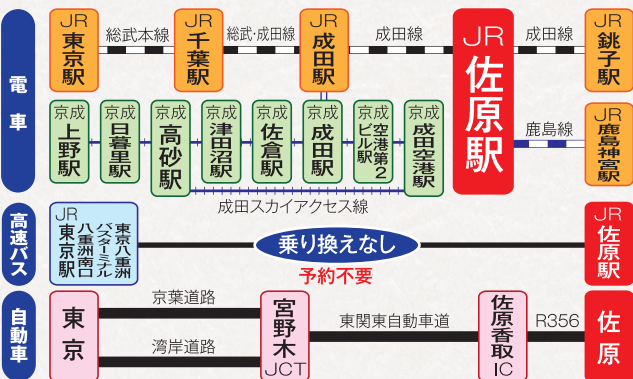 電車
JR 東京駅
総武本線
JR 千葉駅
総武・成田線
JR 成田駅
成田線
JR 佐原駅
成田線
JR 銚子駅
京成 上野駅
京成 日暮里駅
京成 高砂駅
京成 津田沼駅
京成 佐倉駅
京成 成田駅
京成 空港第2ビル駅
京成 成田空港駅
成田スカイアクセス線
鹿島線
JR 鹿島神宮駅
高速バス
JR 東京駅
八重洲南口
東京八重洲
バスターミナル
乗り換えなし
予約不要
JR 佐原駅
自動車
東京
京葉道路
湾岸道路
宮野木JCT
東関東自動車道
佐原香取IC
R356
佐原